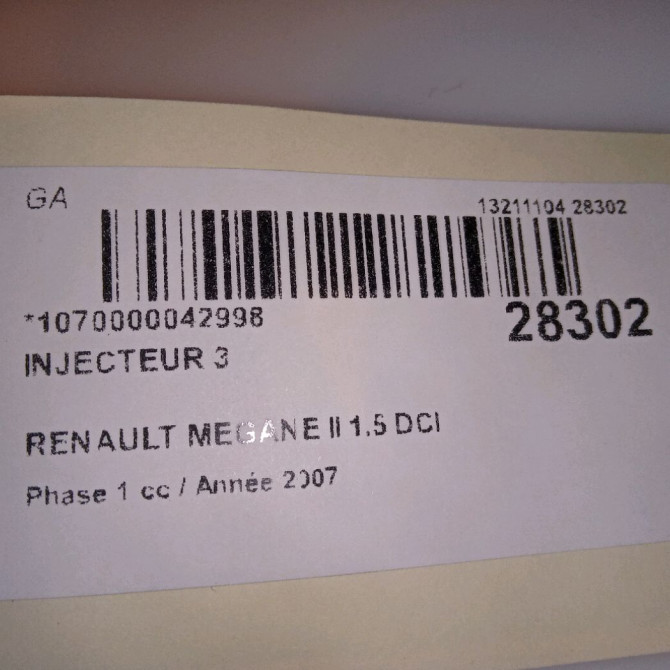 GA
13211104 28302
*1070000042998
28302
INJECTEUR 3
RENAULT MEGANE II 1.5 DCI
Phase 1 cc / Année 2007